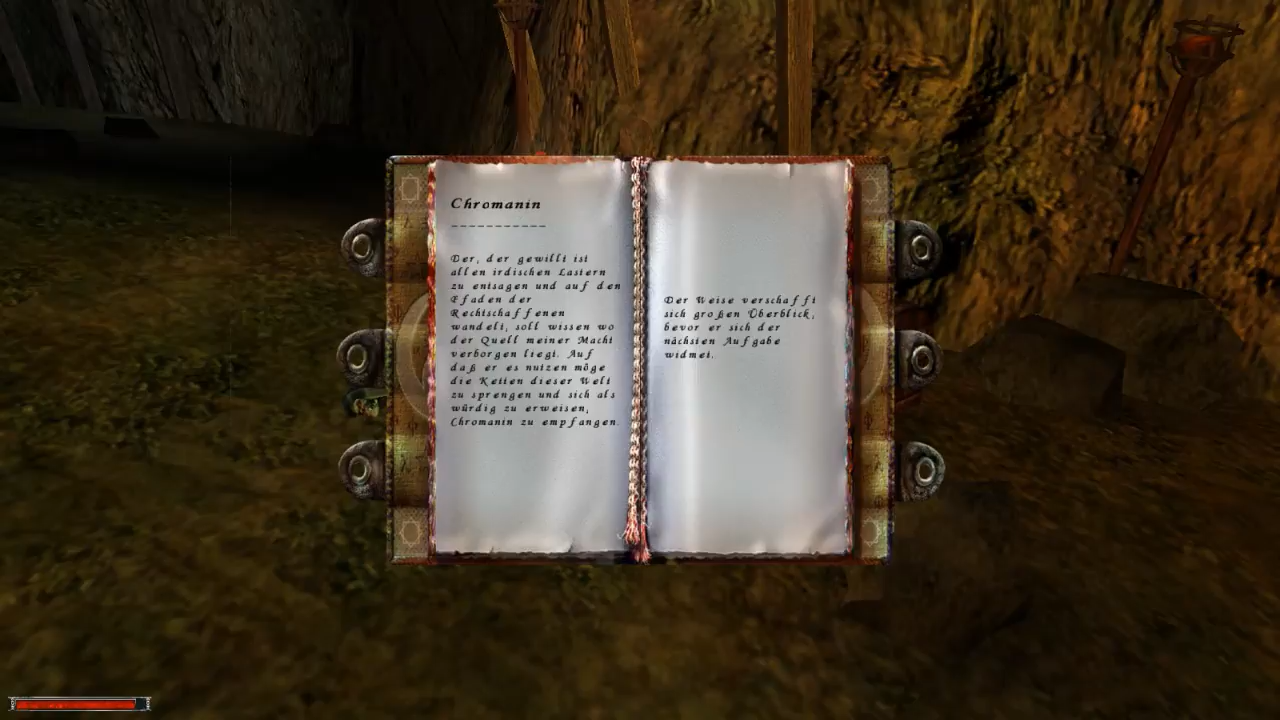 Chromanin
-----------
Der, der gewillt ist
allen irdischen Lastern
zu entsagen und auf den
Pfaden der
Rechtschaffenen
wandelt, soll wissen wo
der Quell meiner Macht
verborgen liegt. Auf
daß er es nutzen möge
die Ketten dieser Welt
zu sprengen und sich als
würdig zu erweisen,
Chromanin zu empfangen.
Der Weise verschafft
sich großen Überblick,
bevor er sich der
nächsten Aufgabe
widmet.